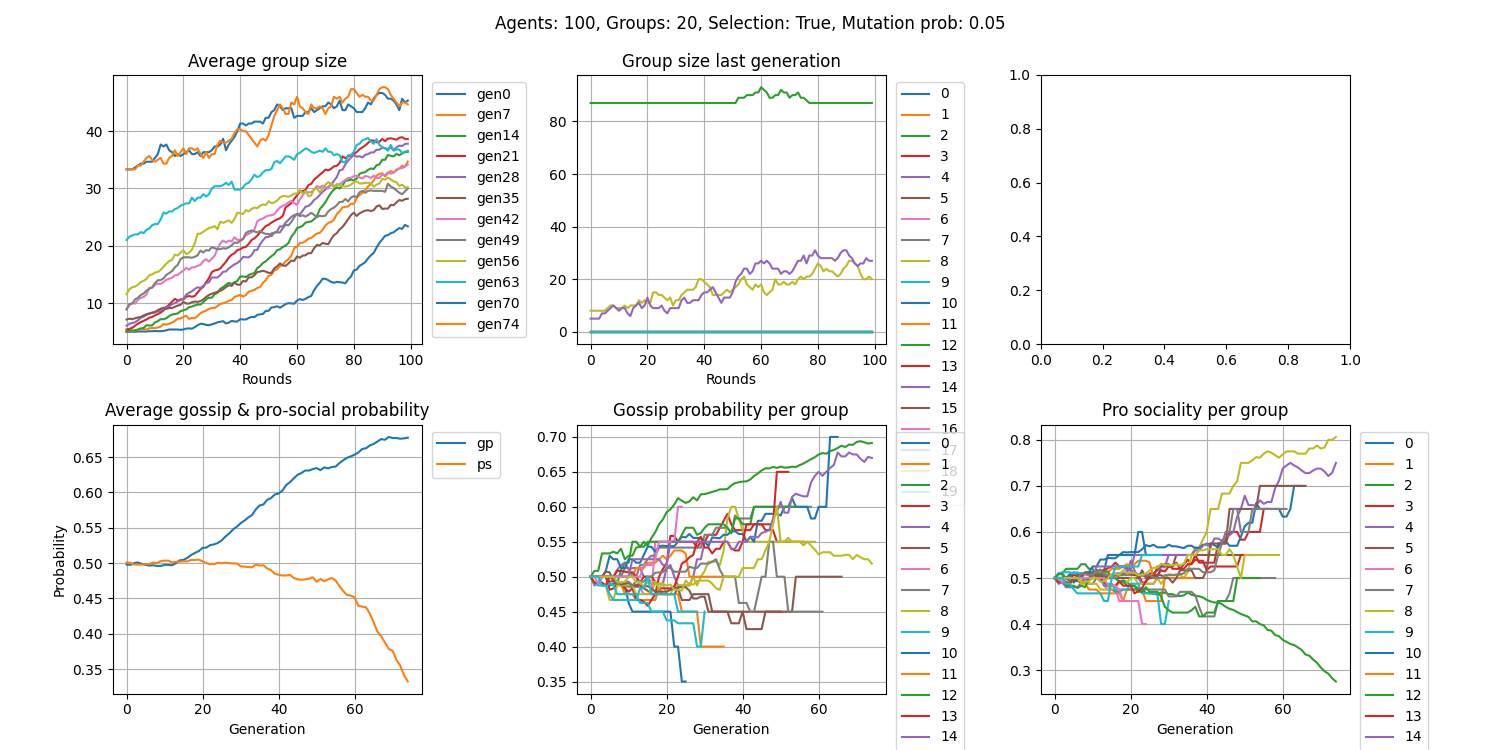 Agents: 100, Groups: 20, Selection: True, Mutation prob: 0.05
Average group size
40
30
20
10
0 20 40 60 80 100
Rounds
gen0
gen7
gen14
gen21
gen28
gen35
gen42
gen49
gen56
gen63
gen70
gen74
Group size last generation
80
60
40
20
0
0 20 40 60 80 100
Rounds
0
1
2
3
4
5
6
7
8
9
10
11
12
13
14
15
16
17
18
19
1.0
0.8
0.6
0.4
0.2
0.0
0.0 0.2 0.4 0.6 0.8 1.0
Average gossip & pro-social probability
Probability
0.65
0.60
0.55
0.50
0.45
0.40
0.35
0 20 40 60
Generation
gp
ps
Gossip probability per group
0.70
0.65
0.60
0.55
0.50
0.45
0.40
0.35
0 20 40 60
Generation
0
1
2
3
4
5
6
7
8
9
10
11
12
13
14
Pro sociality per group
0.8
0.7
0.6
0.5
0.4
0.3
0 20 40 60
Generation
0
1
2
3
4
5
6
7
8
9
10
11
12
13
14